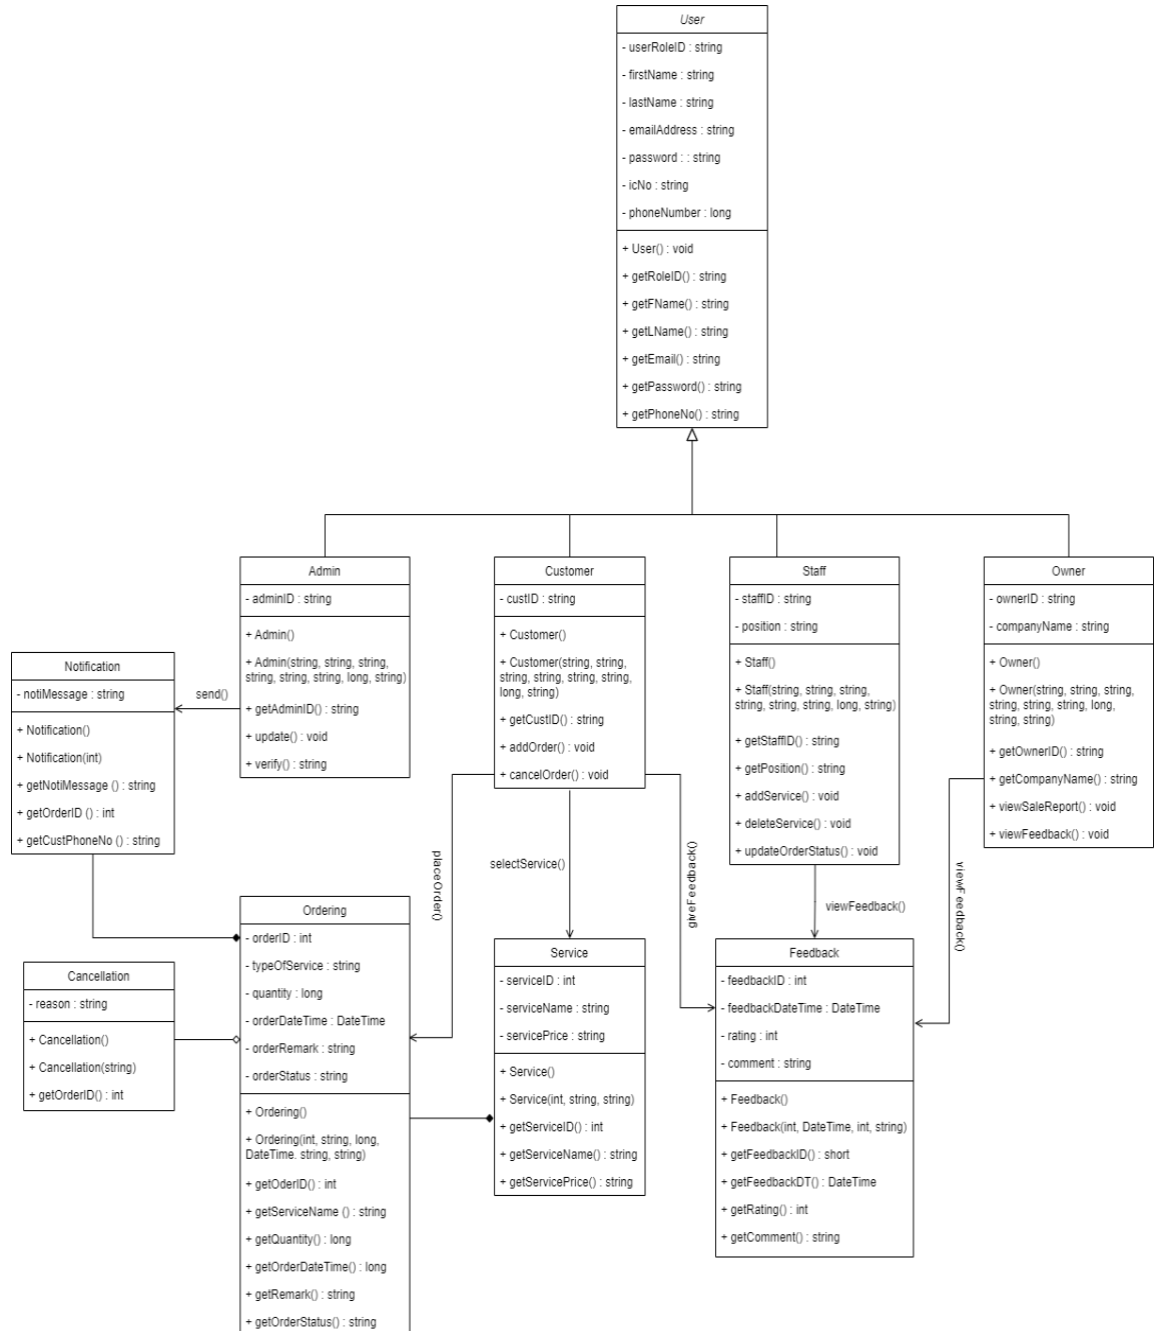 User
- userRoleID : string
- firstName : string
- lastName : string
- emailAddress : string
- password : : string
- icNo : string
- phoneNumber : long
+ User() : void
+ getRoleID() : string
+ getFName() : string
+ getLName() : string
+ getEmail() : string
+ getPassword() : string
+ getPhoneNo() : string
Admin
- adminID : string
+ Admin()
+ Admin(string, string, string,
string, string, string, long, string)
+ getAdminID() : string
+ update() : void
+ verify() : string
Customer
- custID : string
+ Customer()
+ Customer(string, string,
string, string, string, string,
long, string)
+ getCustID() : string
+ addOrder() : void
+ cancelOrder() : void
Staff
- staffID : string
- position : string
+ Staff()
+ Staff(string, string, string,
string, string, string, long, string)
+ getStaffID() : string
+ getPosition() : string
+ addService() : void
+ deleteService() : void
+ updateOrderStatus() : void
Owner
- ownerID : string
- companyName : string
+ Owner()
+ Owner(string, string, string,
string, string, string, long,
string, string)
+ getOwnerID() : string
+ getCompanyName() : string
+ viewSaleReport() : void
+ viewFeedback() : void
Notification
- notiMessage : string
+ Notification()
+ Notification(int)
+ getNotiMessage () : string
+ getOrderID () : int
+ getCustPhoneNo () : string
send()
placeOrder()
selectService()
giveFeedback()
viewFeedback()
viewFeedback()
Cancellation
- reason : string
+ Cancellation()
+ Cancellation(string)
+ getOrderID() : int
Ordering
- orderID : int
- typeOfService : string
- quantity : long
- orderDateTime : DateTime
- orderRemark : string
- orderStatus : string
+ Ordering()
+ Ordering(int, string, long,
DateTime. string, string)
+ getOderID() : int
+ getServiceName () : string
+ getQuantity() : long
+ getOrderDateTime() : long
+ getRemark() : string
+ getOrderStatus() : string
Service
- serviceID : int
- serviceName : string
- servicePrice : string
+ Service()
+ Service(int, string, string)
+ getServiceID() : int
+ getServiceName() : string
+ getServicePrice() : string
Feedback
- feedbackID : int
- feedbackDateTime : DateTime
- rating : int
- comment : string
+ Feedback()
+ Feedback(int, DateTime, int, string)
+ getFeedbackID() : short
+ getFeedbackDT() : DateTime
+ getRating() : int
+ getComment() : string